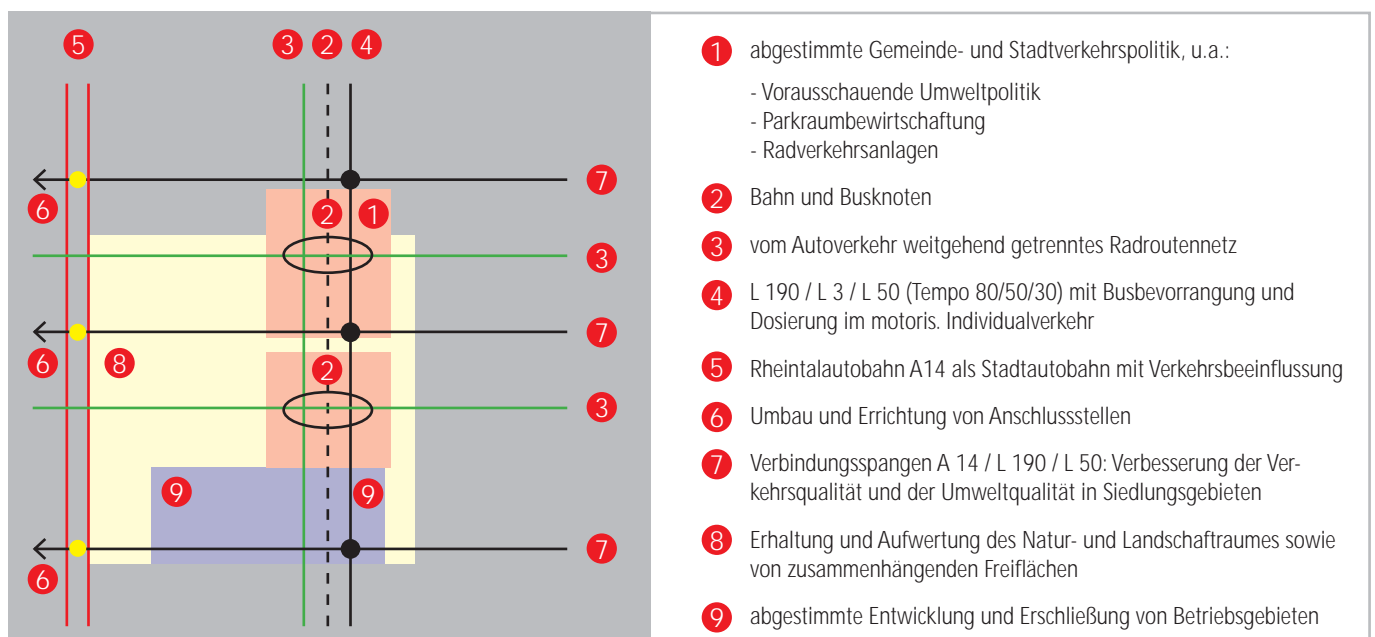 5
3 2 4
7
6
2 1
3
7
6
8
2
3
9
9
7
6
1 abgestimmte Gemeinde- und Stadtverkehrspolitik, u.a.:
- Vorausschauende Umweltpolitik
- Parkraumbewirtschaftung
- Radverkehrsanlagen
2 Bahn und Busknoten
3 vom Autoverkehr weitgehend getrenntes Radroutennetz
4 L 190 / L 3 / L 50 (Tempo 80/50/30) mit Busbevorrangung und
Dosierung im motoris. Individualverkehr
5 Rheintalautobahn A14 als Stadtautobahn mit Verkehrsbeeinflussung
6 Umbau und Errichtung von Anschlussstellen
7 Verbindungsspangen A 14 / L 190 / L 50: Verbesserung der Ver-
kehrsqualität und der Umweltqualität in Siedlungsgebieten
8 Erhaltung und Aufwertung des Natur- und Landschaftraumes sowie
von zusammenhängenden Freiflächen
9 abgestimmte Entwicklung und Erschließung von Betriebsgebieten